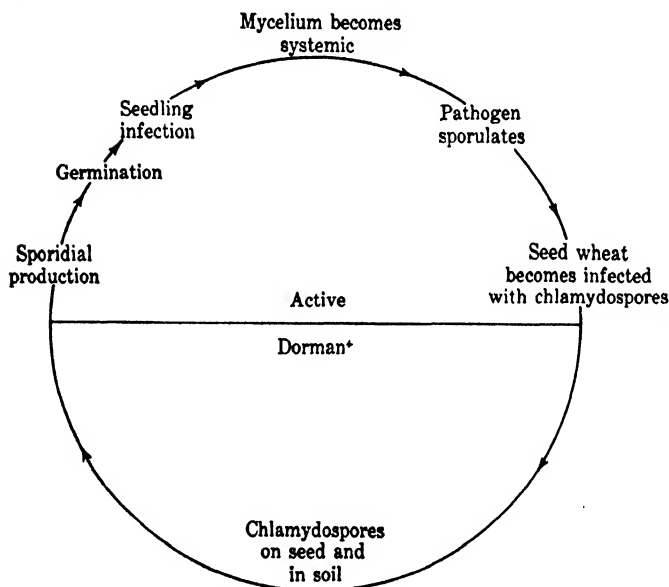 Mycelium becomes
systemic
Seedling
infection
Pathogen
sporulates
Germination
Sporidial
production
Seed wheat
becomes infected
with chlamydospores
Active
Dorman⁺
Chlamydospores
on seed and
in soil